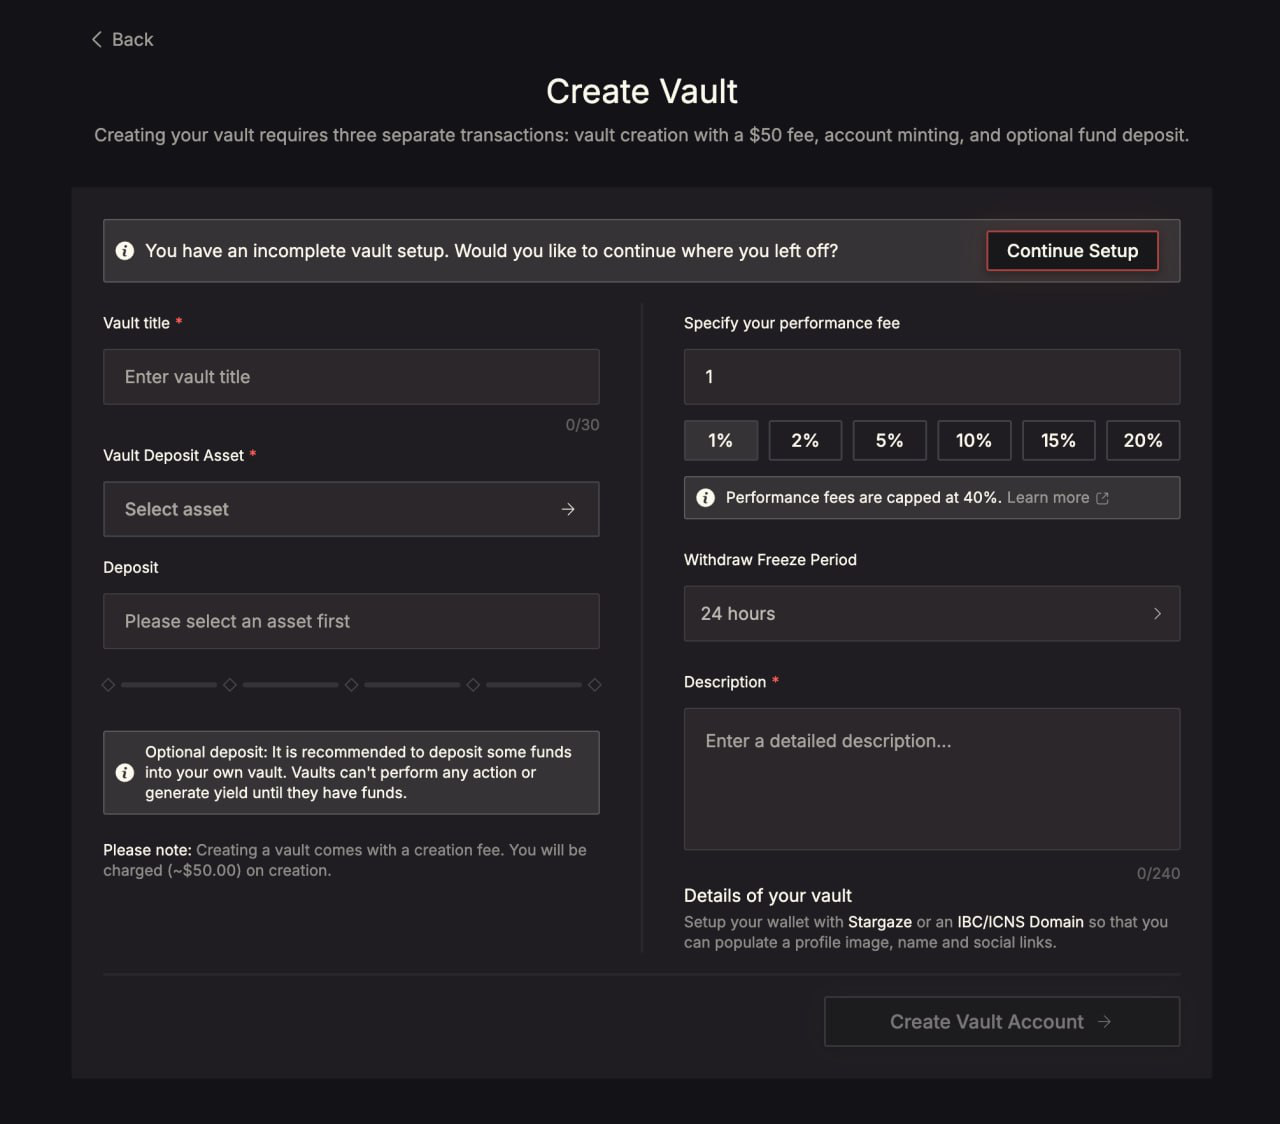 Back
Create Vault
Creating your vault requires three separate transactions: vault creation with a $50 fee, account minting, and optional fund deposit.
You have an incomplete vault setup. Would you like to continue where you left off?
Continue Setup
Vault title *
Enter vault title
0/30
Vault Deposit Asset *
Select asset
Deposit
Please select an asset first
Optional deposit: It is recommended to deposit some funds
into your own vault. Vaults can't perform any action or
generate yield until they have funds.
Please note: Creating a vault comes with a creation fee. You will be
charged (~$50.00) on creation.
Specify your performance fee
1
1% 2% 5% 10% 15% 20%
Performance fees are capped at 40%. Learn more
Withdraw Freeze Period
24 hours
Description *
Enter a detailed description...
0/240
Details of your vault
Setup your wallet with Stargaze or an IBC/ICNS Domain so that you
can populate a profile image, name and social links.
Create Vault Account